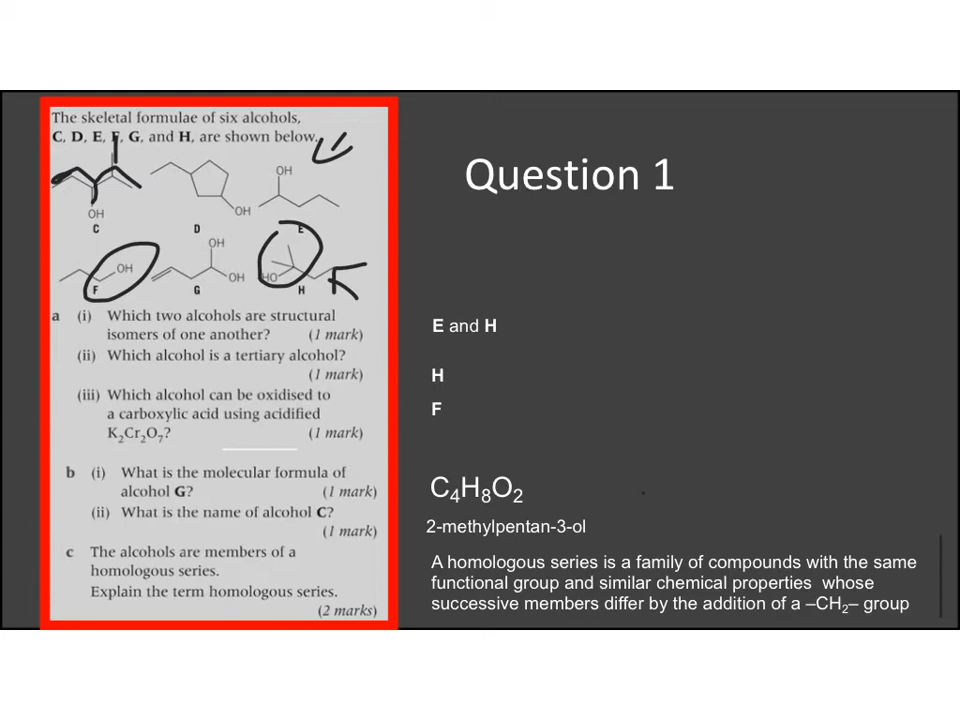 The skeletal formulae of six alcohols,
C, D, E, F, G, and H, are shown below.
Question 1
OH
OH
OH
C
D
E
OH
OH
OH
HO
F
G
H
a (i) Which two alcohols are structural
isomers of one another? (1 mark)
(ii) Which alcohol is a tertiary alcohol?
(1 mark)
(iii) Which alcohol can be oxidised to
a carboxylic acid using acidified
K₂Cr₂O₇? (1 mark)
b (i) What is the molecular formula of
alcohol G? (1 mark)
(ii) What is the name of alcohol C?
(1 mark)
c The alcohols are members of a
homologous series.
Explain the term homologous series.
(2 marks)
E and H
H
F
C₄H₈O₂
2-methylpentan-3-ol
A homologous series is a family of compounds with the same
functional group and similar chemical properties whose
successive members differ by the addition of a –CH₂– group